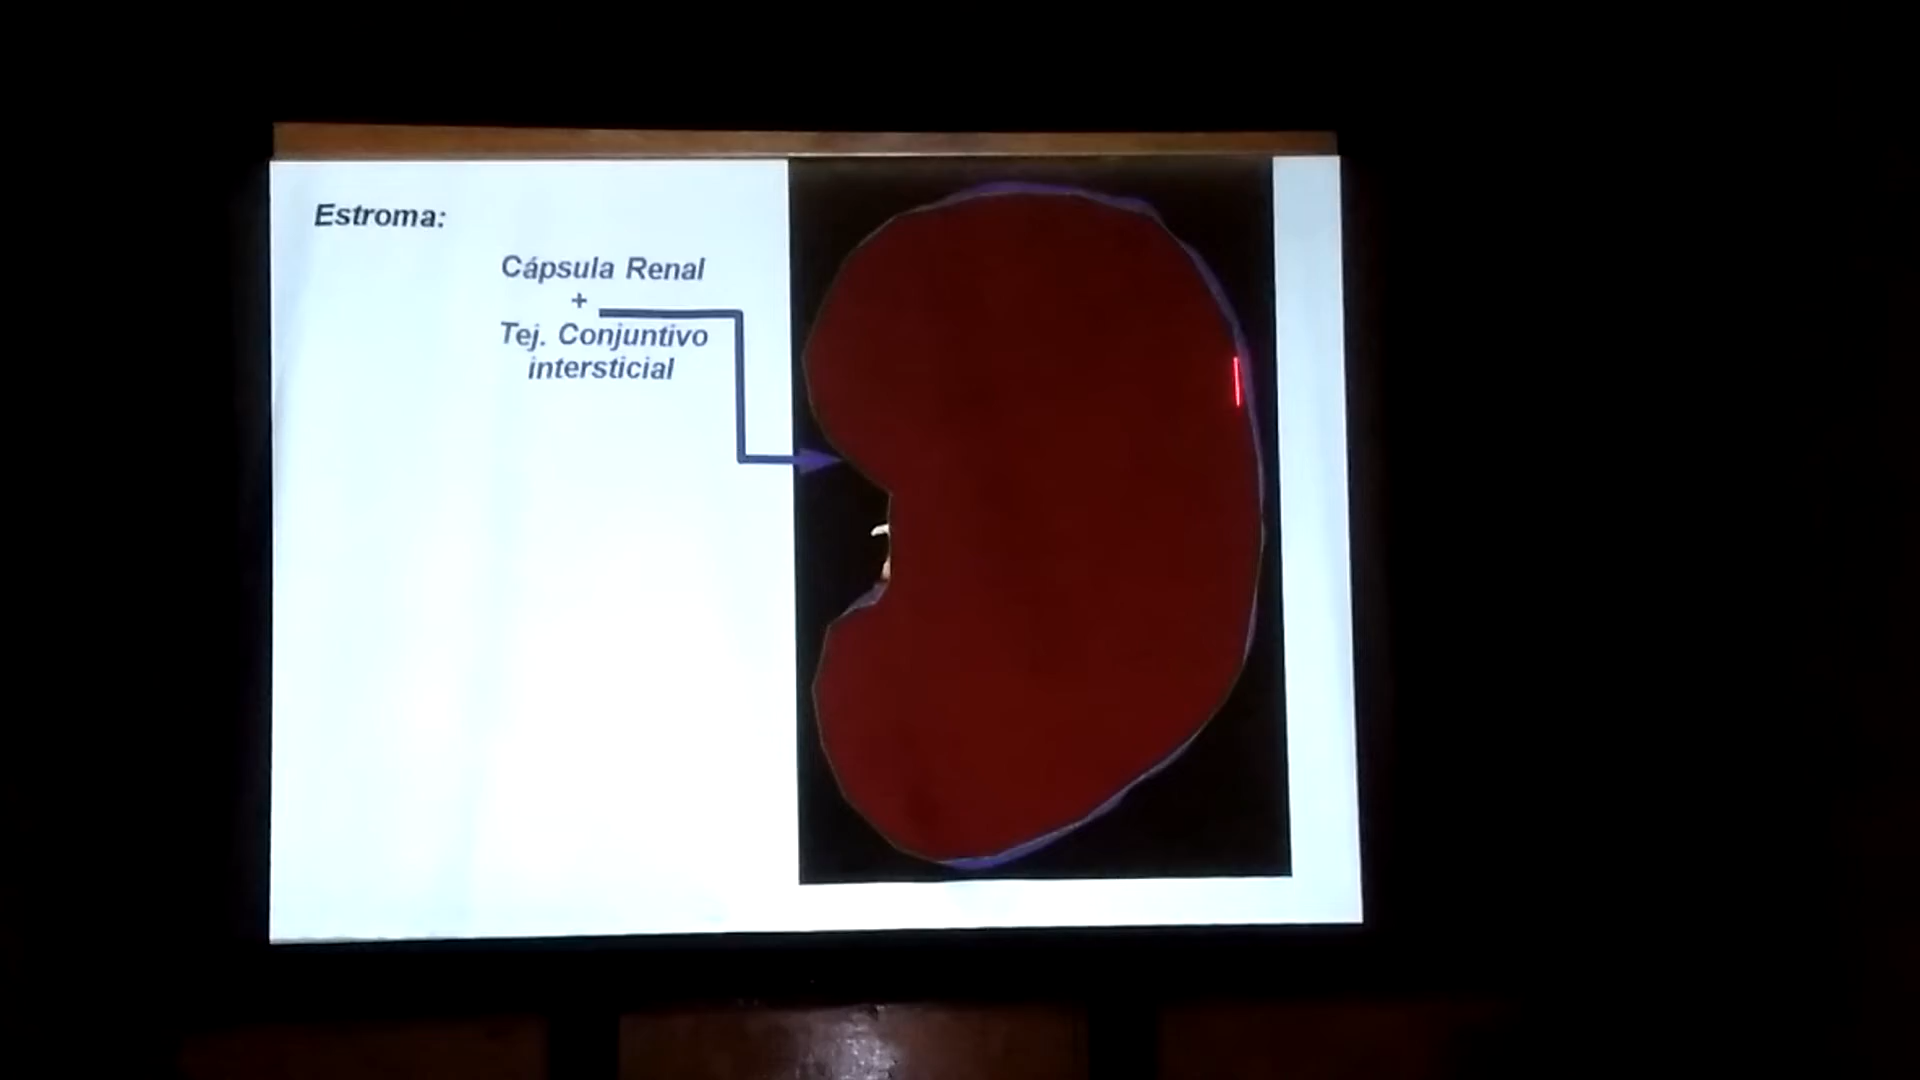 Estroma:
Cápsula Renal
+
Tej. Conjuntivo
intersticial